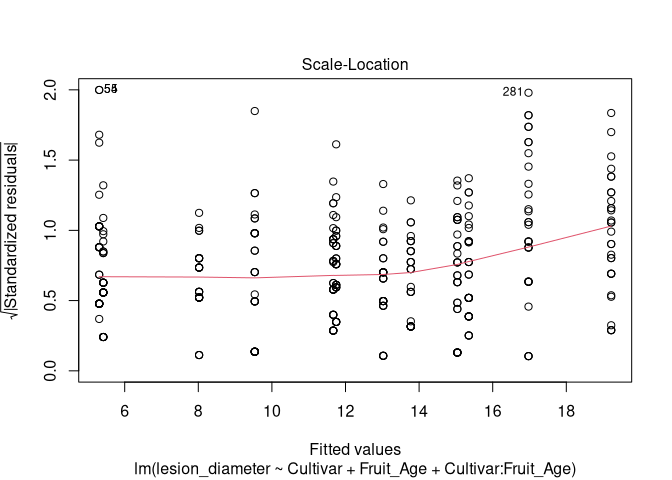 Scale-Location
√|Standardized residuals|
2.0
1.5
1.0
0.5
0.0
281
6 8 10 12 14 16 18
Fitted values
lm(lesion_diameter ~ Cultivar + Fruit_Age + Cultivar:Fruit_Age)